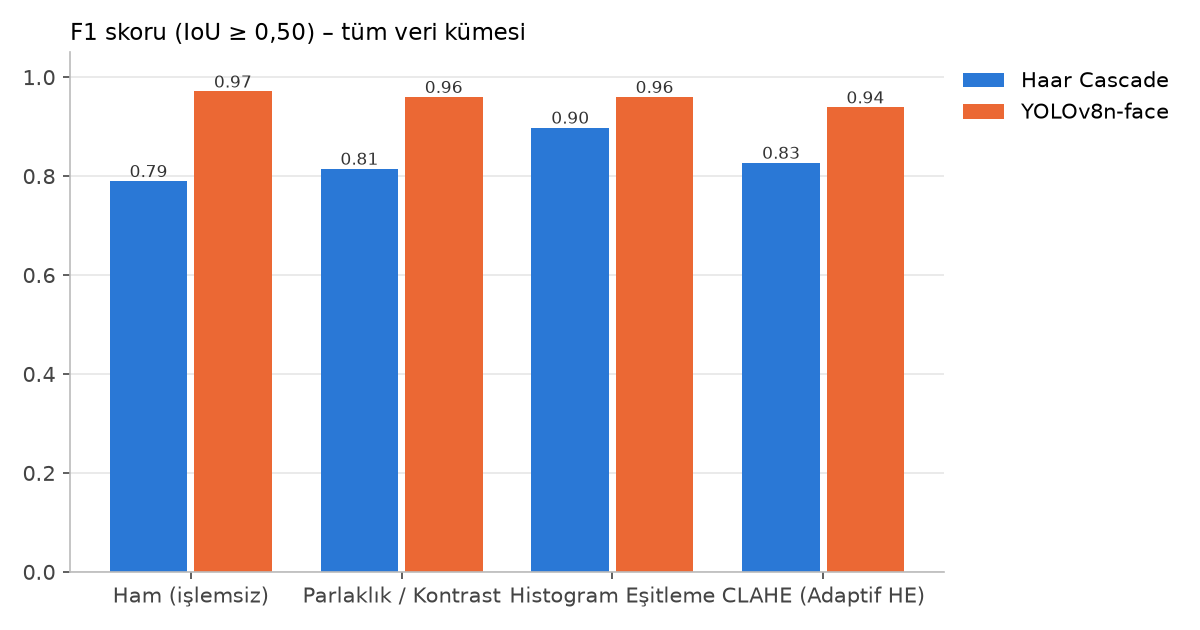 F1 skoru (IoU ≥ 0,50) – tüm veri kümesi
Haar Cascade
YOLOv8n-face
1.0
0.8
0.6
0.4
0.2
0.0
0.79
0.97
0.81
0.96
0.90
0.96
0.83
0.94
Ham (işlemsiz)
Parlaklık / Kontrast
Histogram Eşitleme
CLAHE (Adaptif HE)